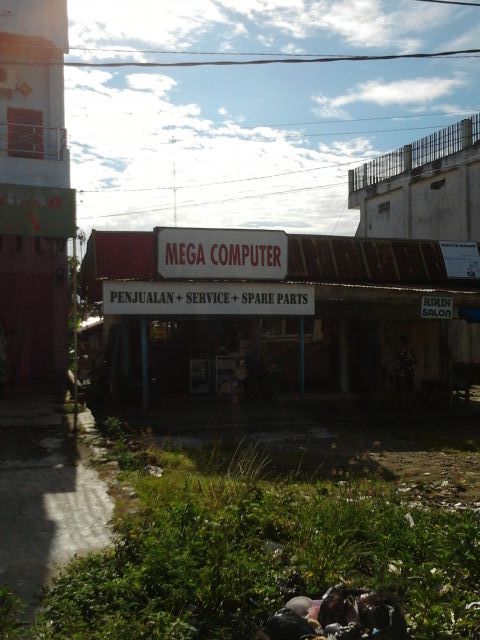 MEGA COMPUTER
PENJUALAN + SERVICE + SPARE PARTS
RIRIN
SALON